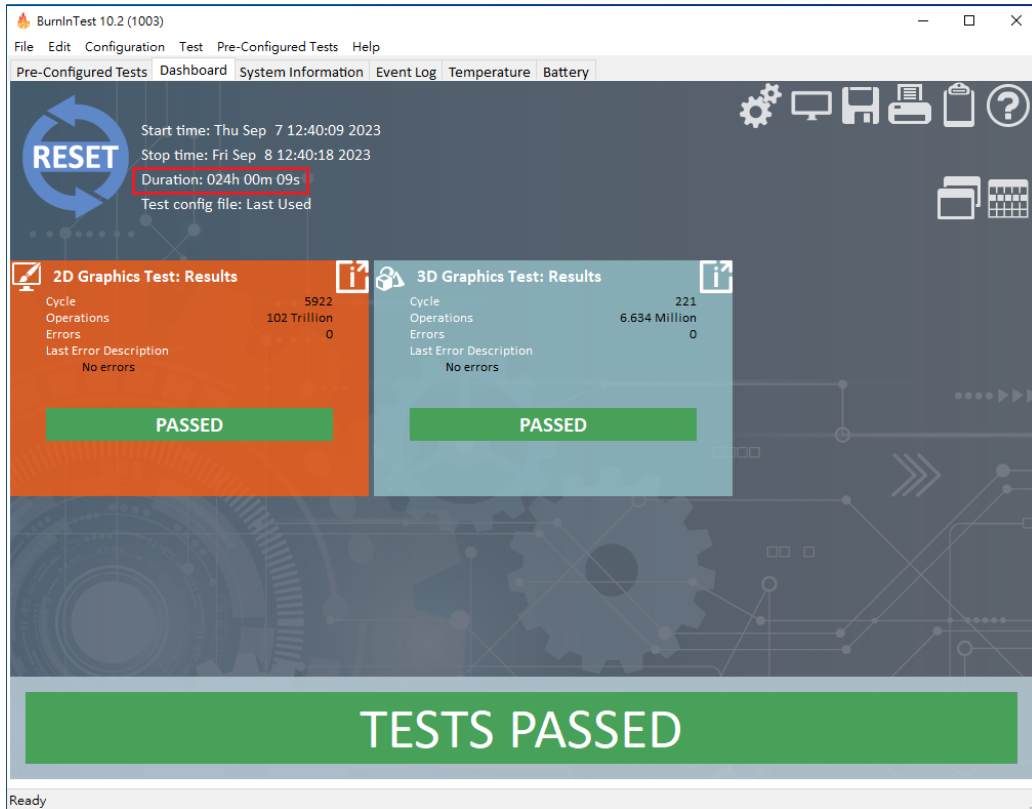 BurnInTest 10.2 (1003)
File Edit Configuration Test Pre-Configured Tests Help
Pre-Configured Tests Dashboard System Information Event Log Temperature Battery
RESET
Start time: Thu Sep 7 12:40:09 2023
Stop time: Fri Sep 8 12:40:18 2023
Duration: 024h 00m 09s
Test config file: Last Used
2D Graphics Test: Results
Cycle 5922
Operations 102 Trillion
Errors 0
Last Error Description
No errors
PASSED
3D Graphics Test: Results
Cycle 221
Operations 6.634 Million
Errors 0
Last Error Description
No errors
PASSED
TESTS PASSED
Ready